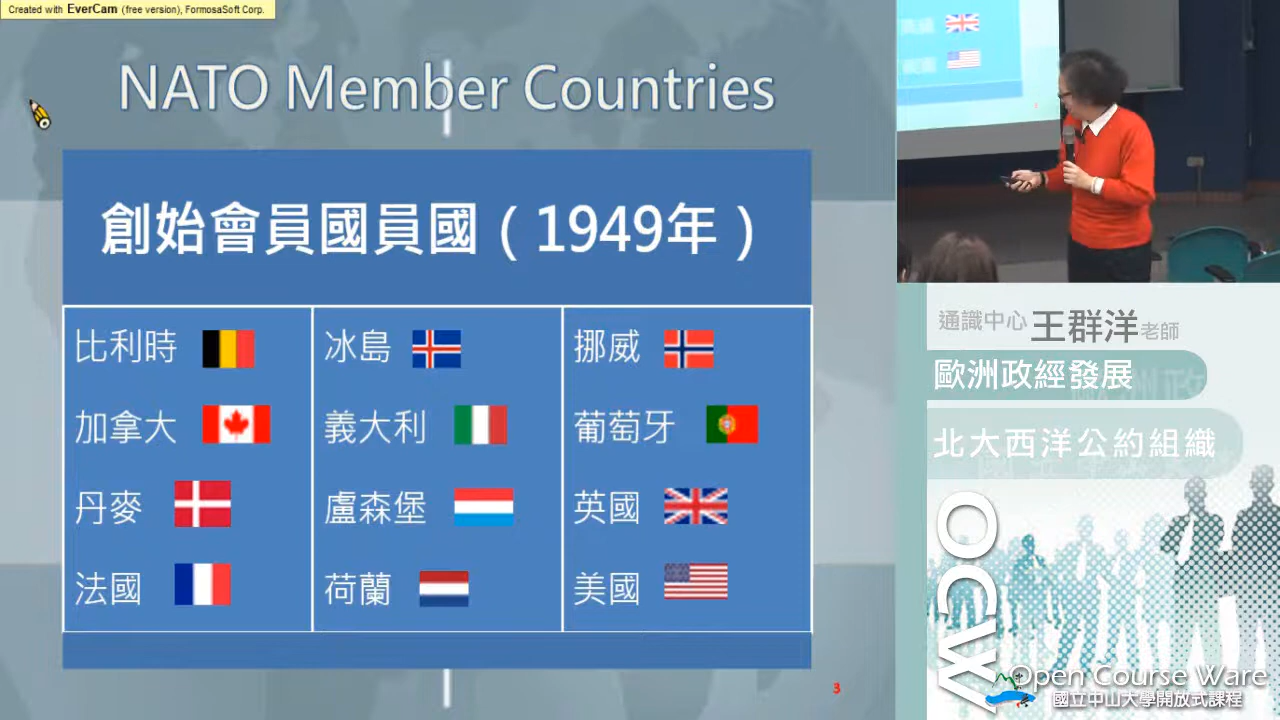 Created with EverCam (free version), FormosaSoft Corp.
NATO Member Countries
創始會員國員國（1949年）
比利時
冰島
挪威
加拿大
義大利
葡萄牙
丹麥
盧森堡
英國
法國
荷蘭
美國
3
通識中心 王群洋 老師
歐洲政經發展
北大西洋公約組織
OCW
Open Course Ware
國立中山大學開放式課程